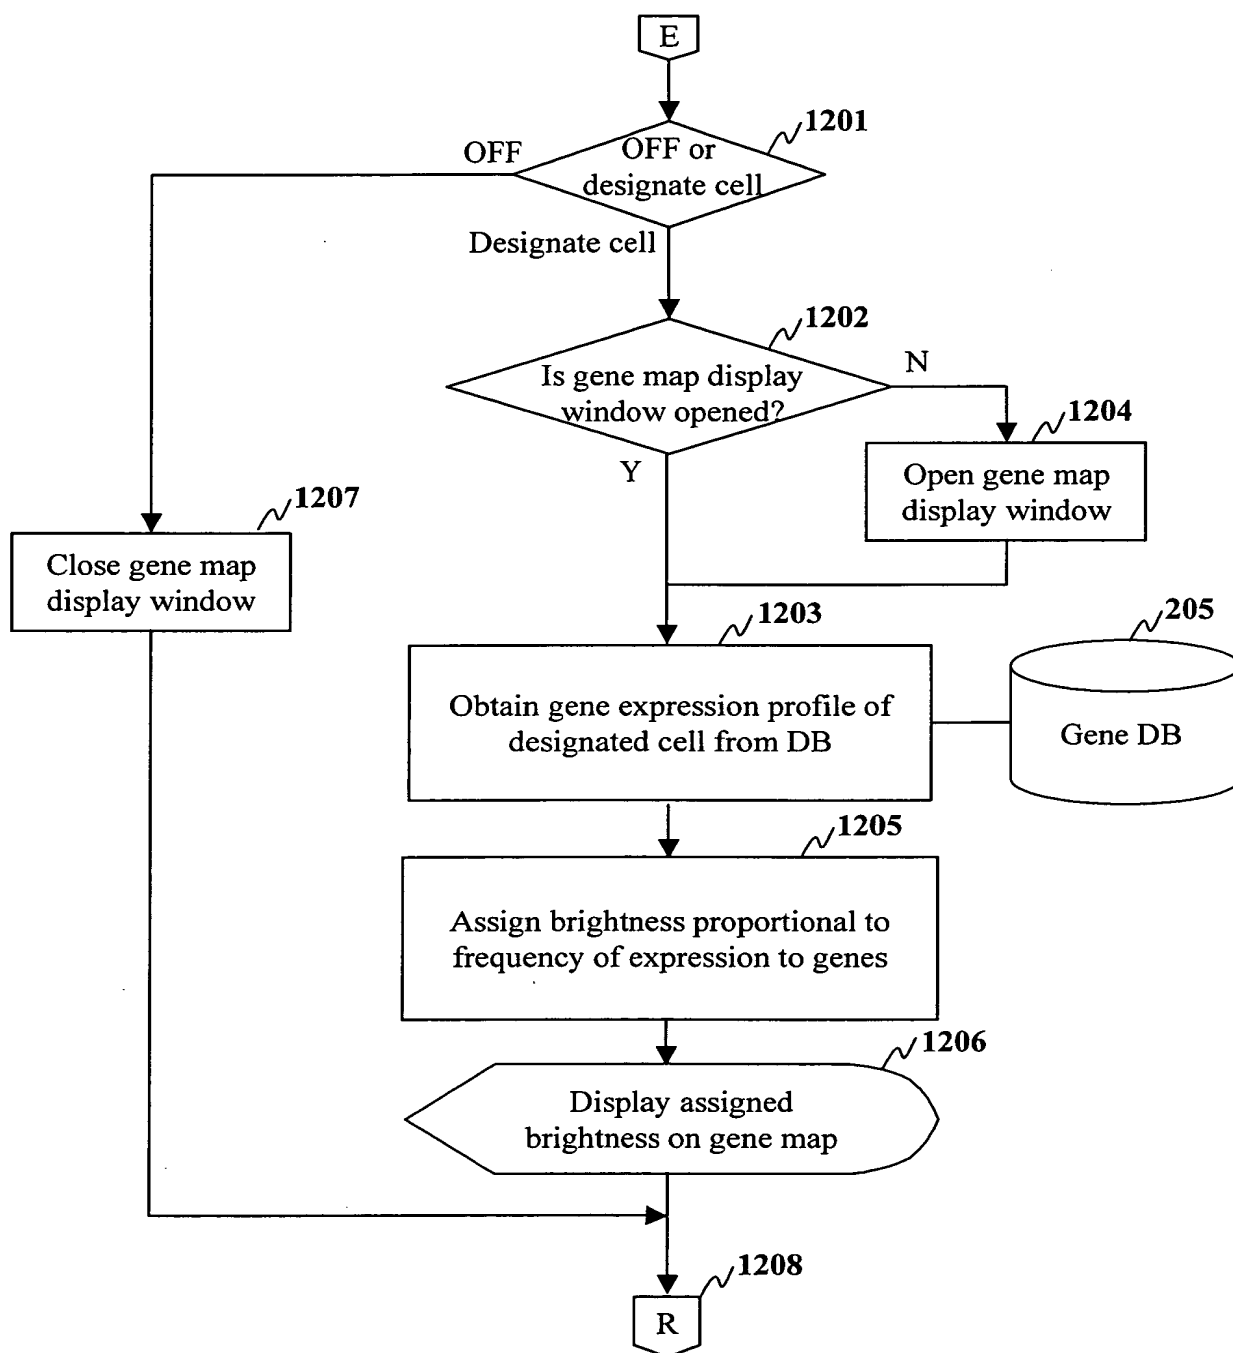 E
1201
OFF
OFF or
designate cell
Designate cell
1202
N
Is gene map display
window opened?
1204
Y
Open gene map
display window
1207
Close gene map
display window
1203
205
Obtain gene expression profile of
designated cell from DB
Gene DB
1205
Assign brightness proportional to
frequency of expression to genes
1206
Display assigned
brightness on gene map
1208
R